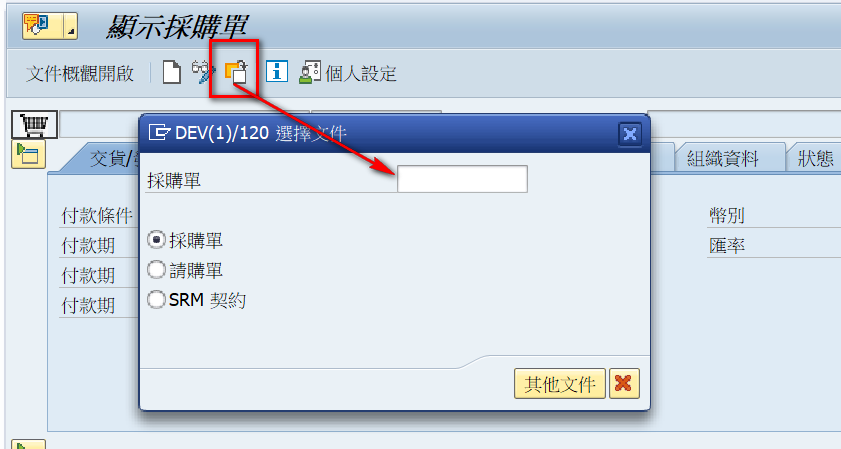 顯示採購單
文件概觀開啟
個人設定
DEV(1)/120 選擇文件
交貨/
組織資料
狀態
採購單
付款條件
幣別
付款期
採購單
匯率
付款期
請購單
付款期
SRM 契約
其他文件